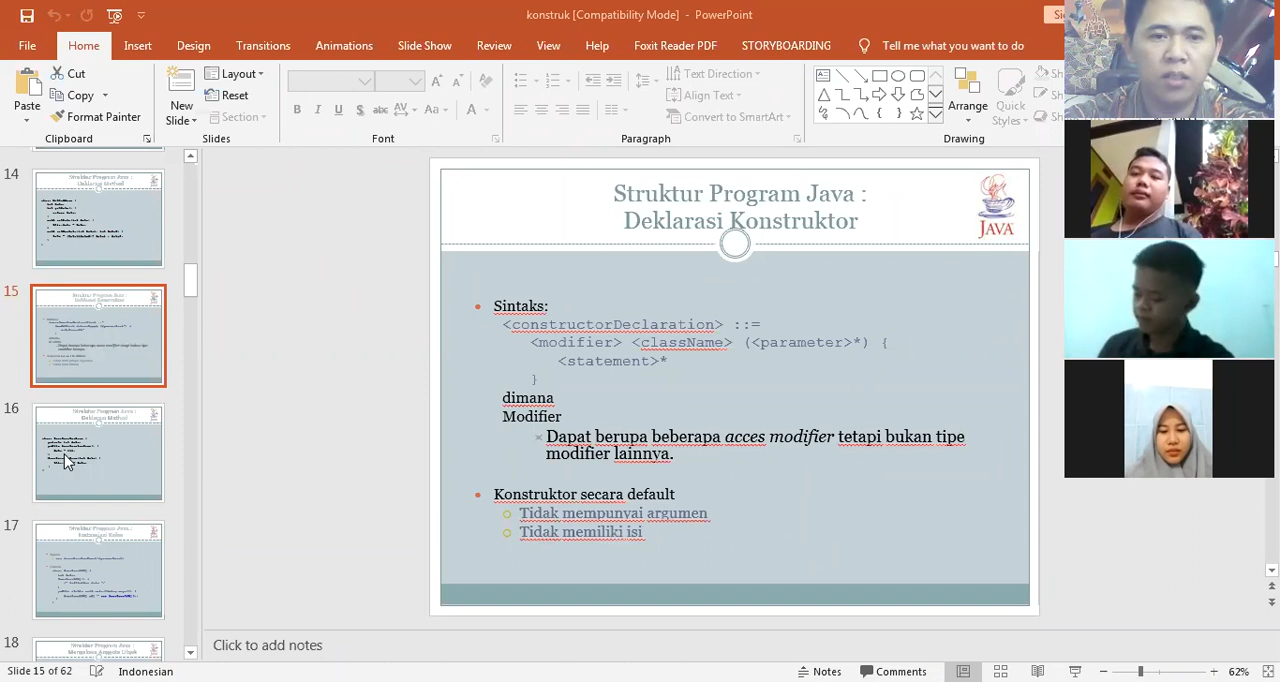 konstruk [Compatibility Mode] - PowerPoint
File Home Insert Design Transitions Animations Slide Show Review View Help Foxit Reader PDF STORYBOARDING Tell me what you want to do
Paste
Cut
Copy
Format Painter
Clipboard
New Slide
Layout
Reset
Section
Slides
B I U S abc AV Aa A
Font
Text Direction
Align Text
Convert to SmartArt
Paragraph
Arrange
Quick Styles
Sh
Drawing
14
15
16
17
18
Struktur Program Java :
Deklarasi Konstruktor
JAVA
Sintaks:
<constructorDeclaration> ::=
<modifier> <className> (<parameter>*) {
<statement>*
}
dimana
Modifier
Dapat berupa beberapa acces modifier tetapi bukan tipe
modifier lainnya.
Konstruktor secara default
Tidak mempunyai argumen
Tidak memiliki isi
Click to add notes
Slide 15 of 62 Indonesian Notes Comments 62%